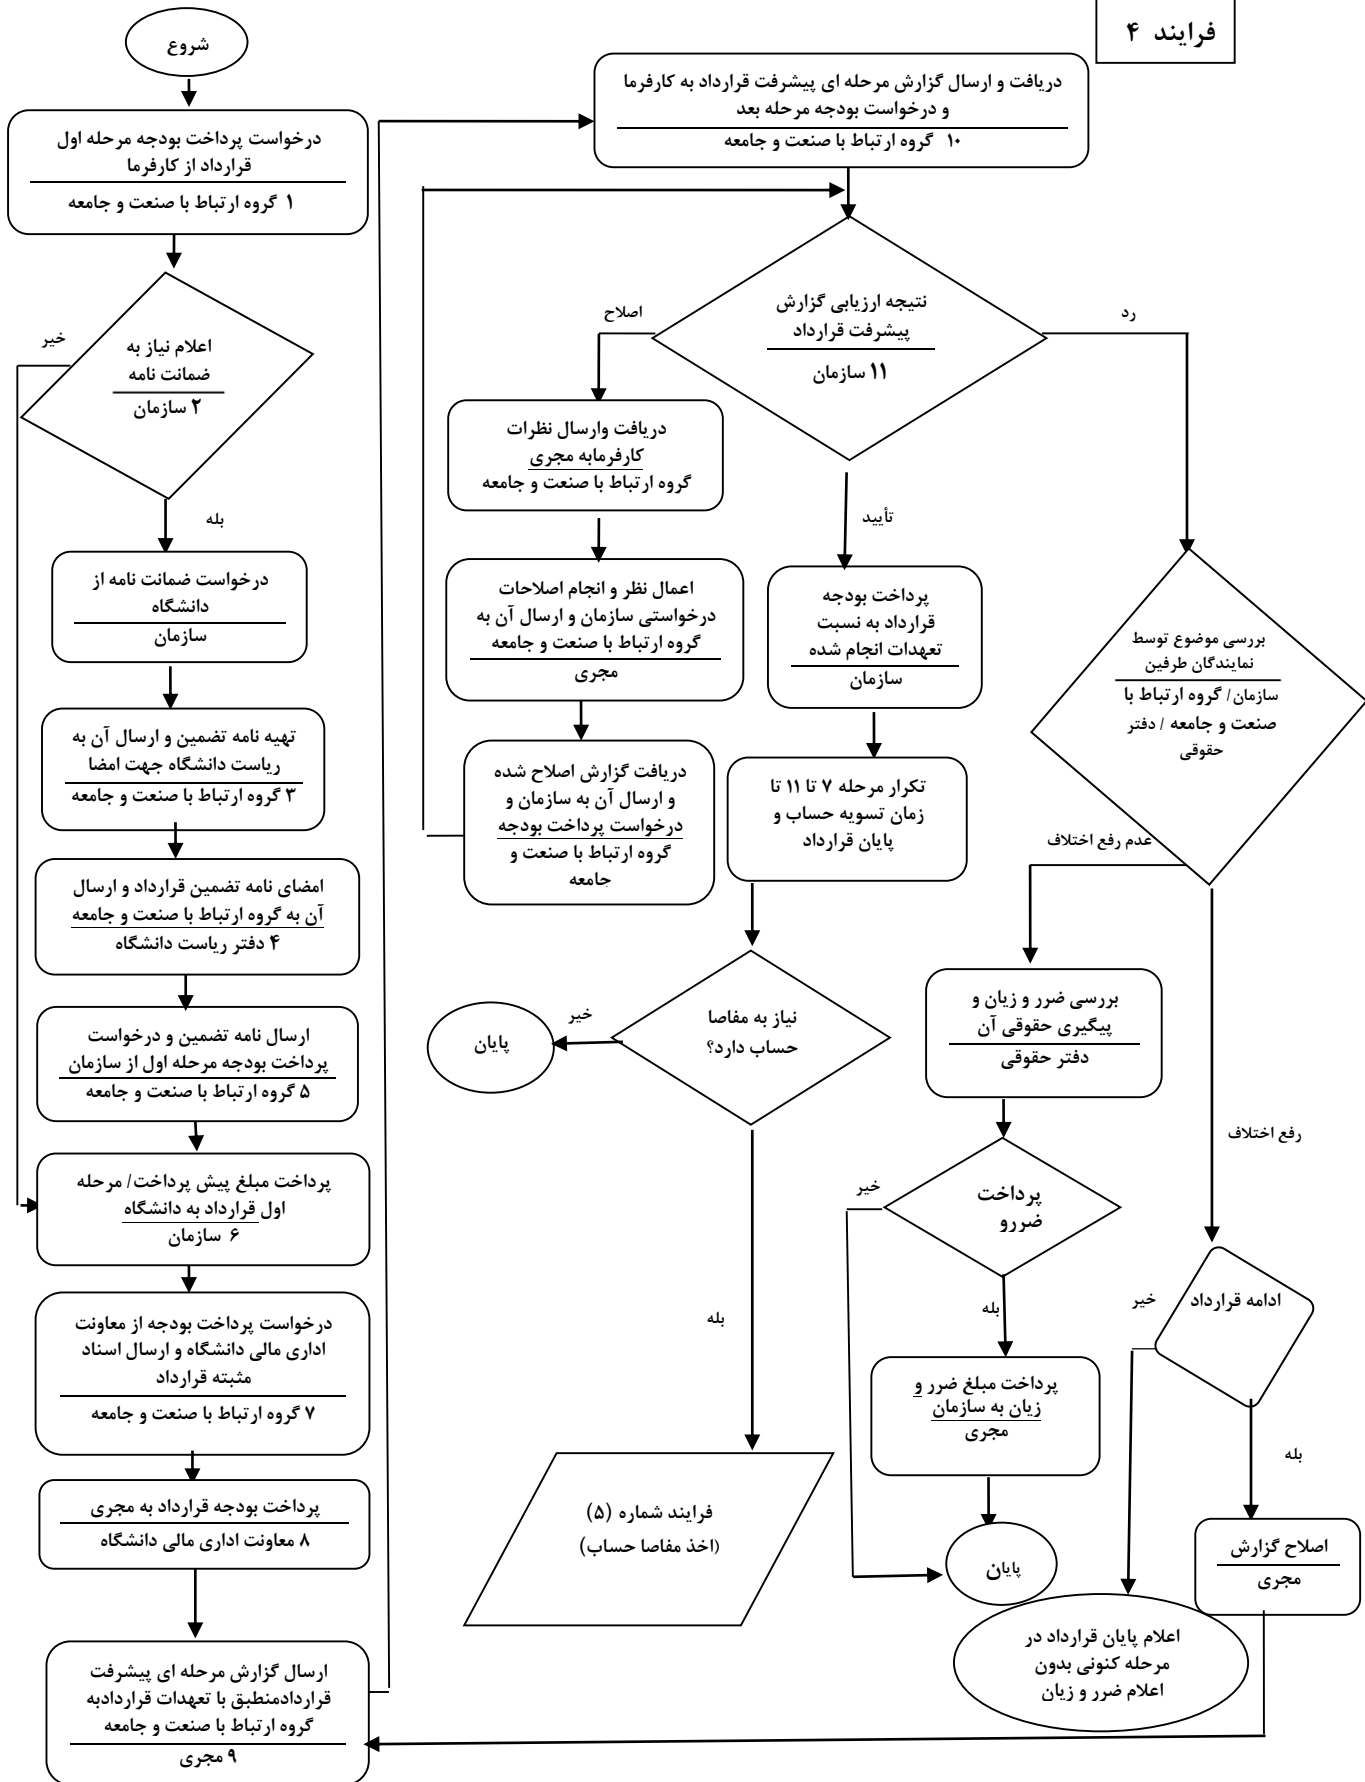 فرایند ۴
شروع
درخواست پرداخت بودجه مرحله اول
قرارداد از کارفرما
۱ گروه ارتباط با صنعت و جامعه
اعلام نیاز به
ضمانت نامه
۲ سازمان
خیر
بله
درخواست ضمانت نامه از
دانشگاه
سازمان
تهیه نامه تضمین و ارسال آن به
ریاست دانشگاه جهت امضا
۳ گروه ارتباط با صنعت و جامعه
امضای نامه تضمین قرارداد و ارسال
آن به گروه ارتباط با صنعت و جامعه
۴ دفتر ریاست دانشگاه
ارسال نامه تضمین و درخواست
پرداخت بودجه مرحله اول از سازمان
۵ گروه ارتباط با صنعت و جامعه
پرداخت مبلغ پیش پرداخت/ مرحله
اول قرارداد به دانشگاه
۶ سازمان
درخواست پرداخت بودجه از معاونت
اداری مالی دانشگاه و ارسال اسناد
مثبته قرارداد
۷ گروه ارتباط با صنعت و جامعه
پرداخت بودجه قرارداد به مجری
۸ معاونت اداری مالی دانشگاه
ارسال گزارش مرحله ای پیشرفت
قراردادمنطبق با تعهدات قراردادبه
گروه ارتباط با صنعت و جامعه
۹ مجری
دریافت و ارسال گزارش مرحله ای پیشرفت قرارداد به کارفرما
و درخواست بودجه مرحله بعد
۱۰ گروه ارتباط با صنعت و جامعه
نتیجه ارزیابی گزارش
پیشرفت قرارداد
۱۱ سازمان
اصلاح
رد
تأیید
دریافت وارسال نظرات
کارفرمابه مجری
گروه ارتباط با صنعت و جامعه
اعمال نظر و انجام اصلاحات
درخواستی سازمان و ارسال آن به
گروه ارتباط با صنعت و جامعه
مجری
دریافت گزارش اصلاح شده
و ارسال آن به سازمان و
درخواست پرداخت بودجه
گروه ارتباط با صنعت و
جامعه
پرداخت بودجه
قرارداد به نسبت
تعهدات انجام شده
سازمان
تکرار مرحله ۷ تا ۱۱ تا
زمان تسویه حساب و
پایان قرارداد
نیاز به مفاصا
حساب دارد؟
خیر
پایان
بله
فرایند شماره (۵)
(اخذ مفاصا حساب)
بررسی موضوع توسط
نمایندگان طرفین
سازمان/ گروه ارتباط با
صنعت و جامعه / دفتر
حقوقی
عدم رفع اختلاف
رفع اختلاف
بررسی ضرر و زیان و
پیگیری حقوقی آن
دفتر حقوقی
پرداخت
ضررو
خیر
بله
پرداخت مبلغ ضرر و
زیان به سازمان
مجری
پایان
ادامه قرارداد
خیر
بله
اصلاح گزارش
مجری
اعلام پایان قرارداد در
مرحله کنونی بدون
اعلام ضرر و زیان